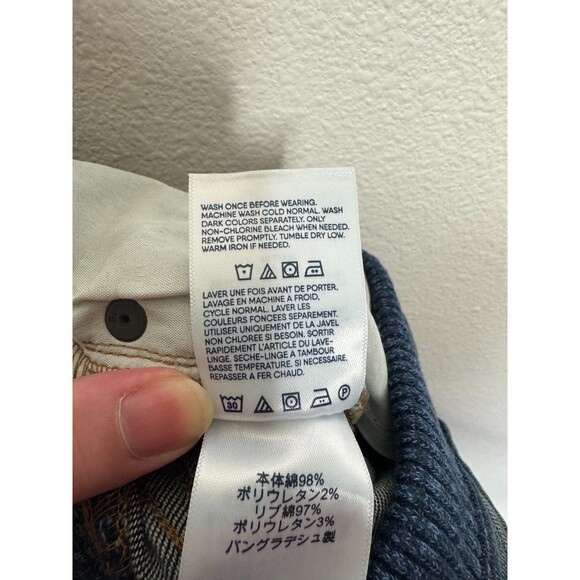 WASH ONCE BEFORE WEARING.
MACHINE WASH COLD NORMAL. WASH
DARK COLORS SEPARATELY. ONLY
NON-CHLORINE BLEACH WHEN NEEDED.
REMOVE PROMPTLY. TUMBLE DRY LOW.
WARM IRON IF NEEDED.
LAVER UNE FOIS AVANT DE PORTER.
LAVAGE EN MACHINE A FROID,
CYCLE NORMAL. LAVER LES
COULEURS FONCÉES SEPAREMENT.
UTILISER UNIQUEMENT DE LA JAVEL
NON CHLOREE SI BESOIN. SORTIR
RAPIDEMENT L'ARTICLE DU LAVE-
LINGE. SECHE-LINGE A TAMBOUR
BASSE TEMPERATURE. SI NECESSAIRE,
REPASSER A FER CHAUD.
30 P
本体綿98%
ポリウレタン2%
リブ綿97%
ポリウレタン3%
バングラデシュ製